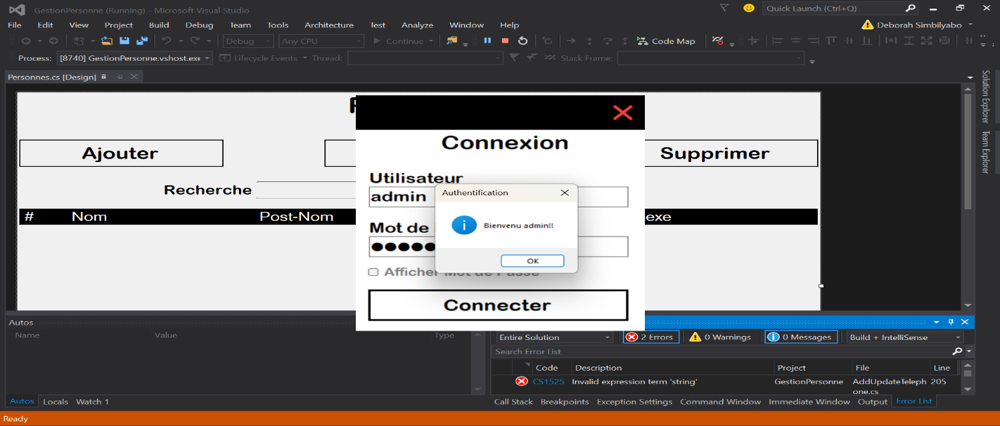 GestionPersonne (Running) - Microsoft Visual Studio
Quick Launch (Ctrl+Q)
File Edit View Project Build Debug Team Tools Architecture Test Analyze Window Help
Deborah Simbilyabo
Debug Any CPU Continue Code Map
Process: [8740] GestionPersonne.vshost.exe Lifecycle Events Thread: Stack Frame:
Personnes.cs [Design]
Solution Explorer
Team Explorer
Ajouter
Supprimer
Recherche
# Nom Post-Nom exe
Connexion
Utilisateur
admin
Mot de
Afficher Mot de Passe
Connecter
Authentification
Bienvenu admin!!
OK
Autos
Name Value Type
Autos Locals Watch 1
Entire Solution 2 Errors 0 Warnings 0 Messages Build + IntelliSense
Search Error List
Code Description Project File Line
CS1525 Invalid expression term 'string' GestionPersonne AddUpdateTeleph 205
one.cs
Call Stack Breakpoints Exception Settings Command Window Immediate Window Output Error List
Ready